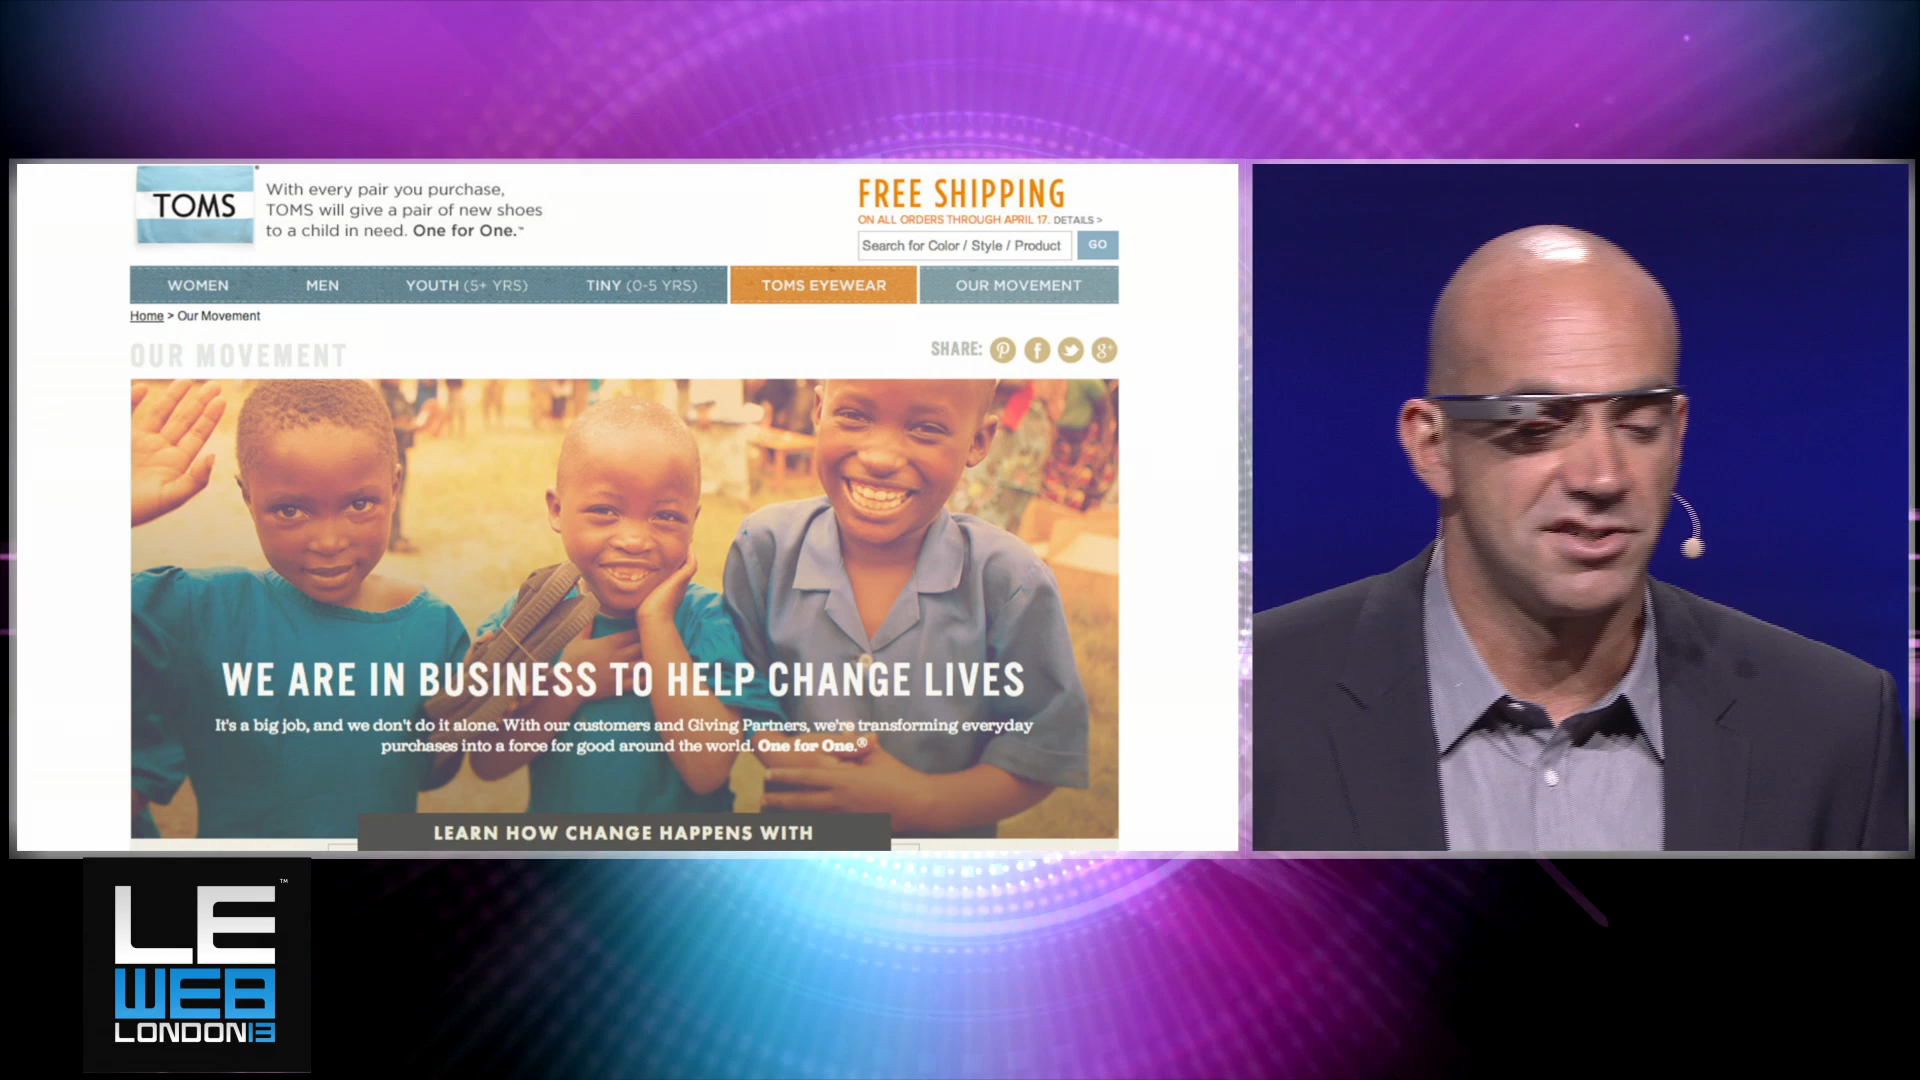 TOMS
With every pair you purchase,
TOMS will give a pair of new shoes
to a child in need. One for One.™
FREE SHIPPING
ON ALL ORDERS THROUGH APRIL 17. DETAILS >
Search for Color / Style / Product GO
WOMEN MEN YOUTH (5+ YRS) TINY (0-5 YRS) TOMS EYEWEAR OUR MOVEMENT
Home > Our Movement
OUR MOVEMENT
SHARE:
WE ARE IN BUSINESS TO HELP CHANGE LIVES
It's a big job, and we don't do it alone. With our customers and Giving Partners, we're transforming everyday
purchases into a force for good around the world. One for One.®
LEARN HOW CHANGE HAPPENS WITH
LE™
WEB
LONDON13